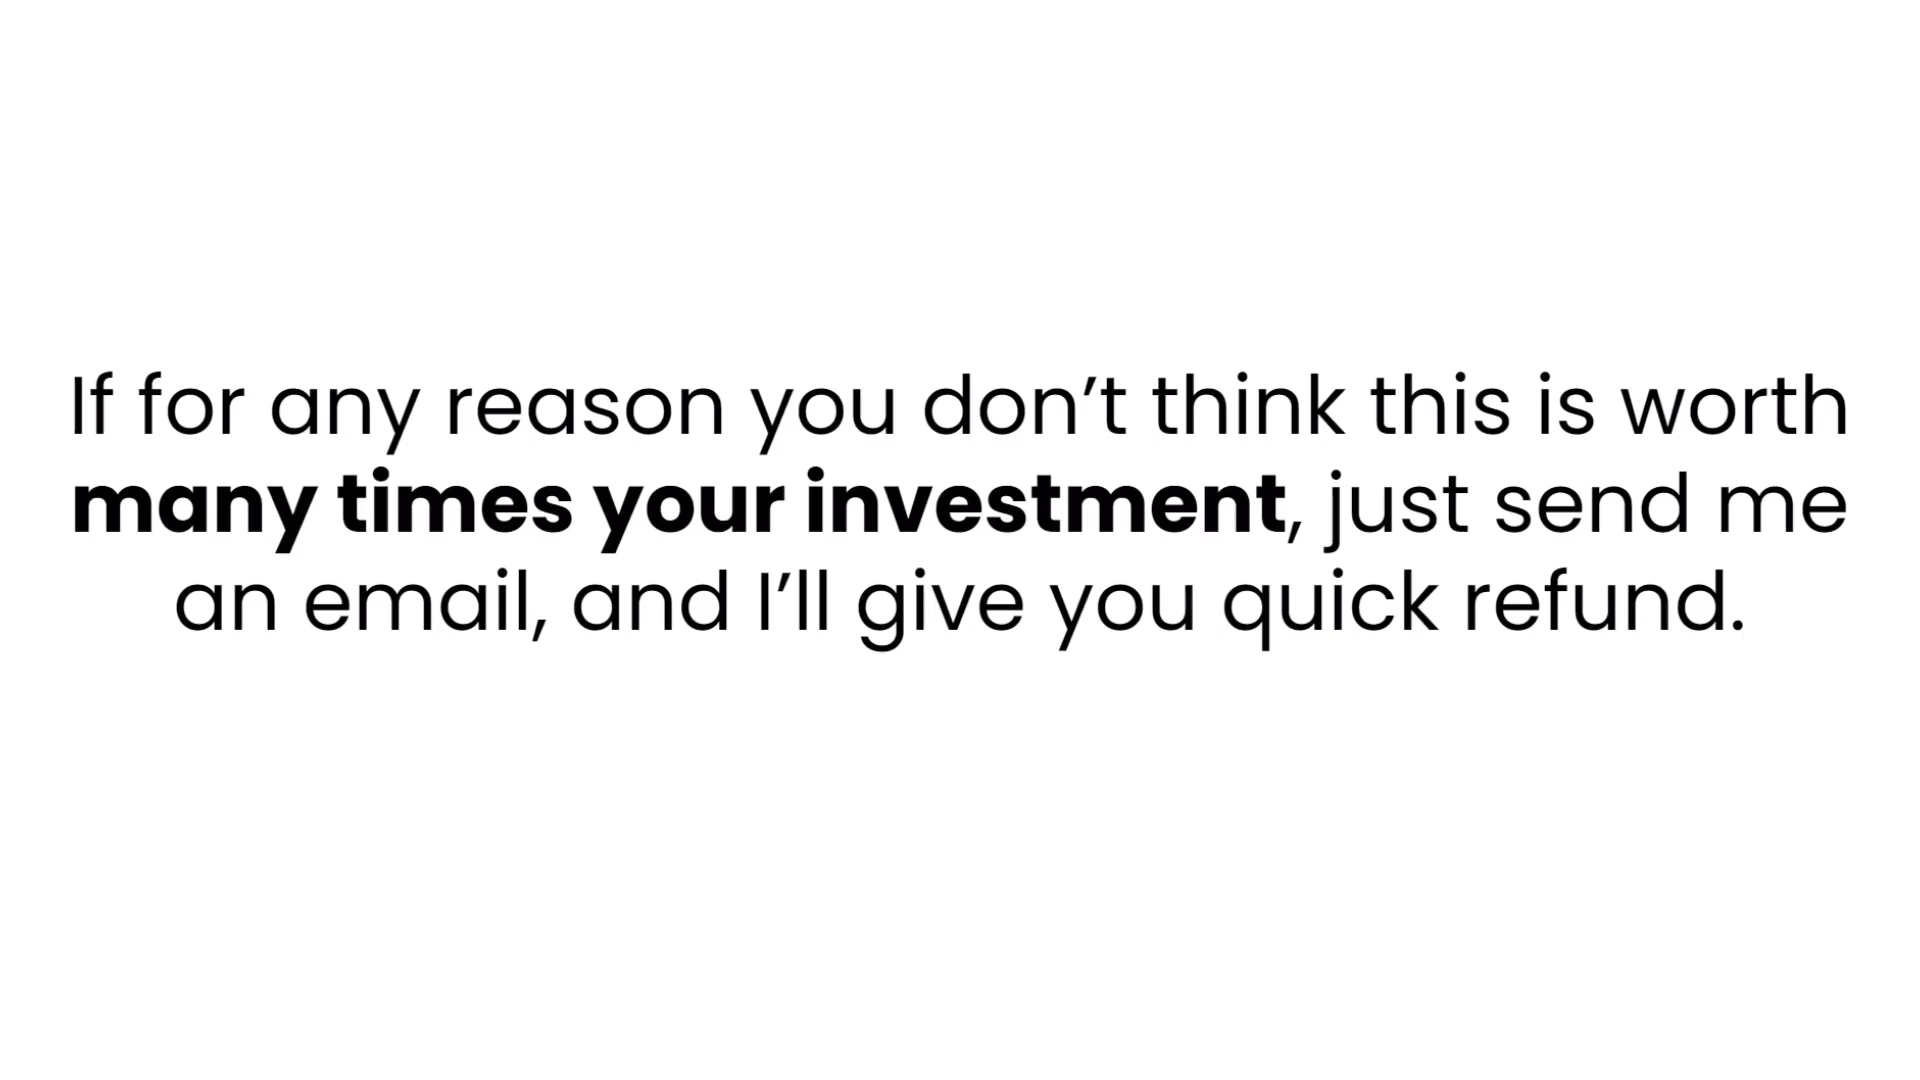 If for any reason you don’t think this is worth
many times your investment, just send me
an email, and I’ll give you quick refund.